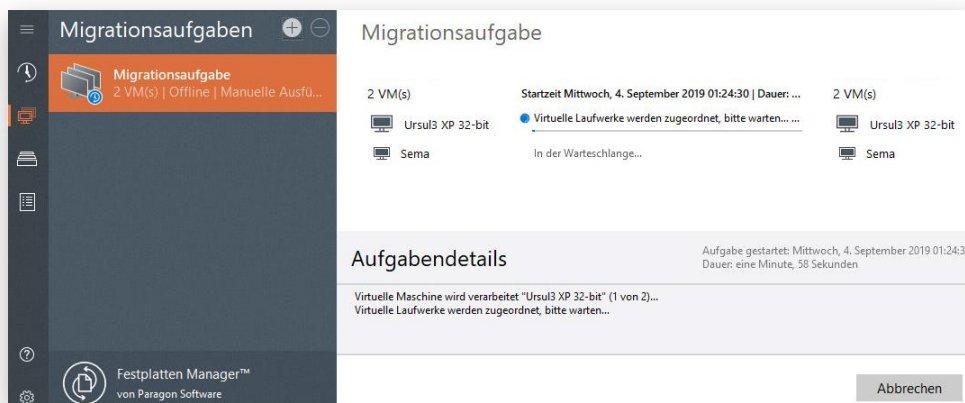 Migrationsaufgaben
Migrationsaufgabe
2 VM(s) | Offline | Manuelle Ausfü...
Festplatten Manager™
von Paragon Software
Migrationsaufgabe
2 VM(s)
Startzeit Mittwoch, 4. September 2019 01:24:30 | Dauer: ...
2 VM(s)
Ursul3 XP 32-bit
Virtuelle Laufwerke werden zugeordnet, bitte warten... ...
Ursul3 XP 32-bit
Sema
In der Warteschlange...
Sema
Aufgabendetails
Aufgabe gestartet: Mittwoch, 4. September 2019 01:24:3
Dauer: eine Minute, 58 Sekunden
Virtuelle Maschine wird verarbeitet "Ursul3 XP 32-bit" (1 von 2)...
Virtuelle Laufwerke werden zugeordnet, bitte warten...
Abbrechen